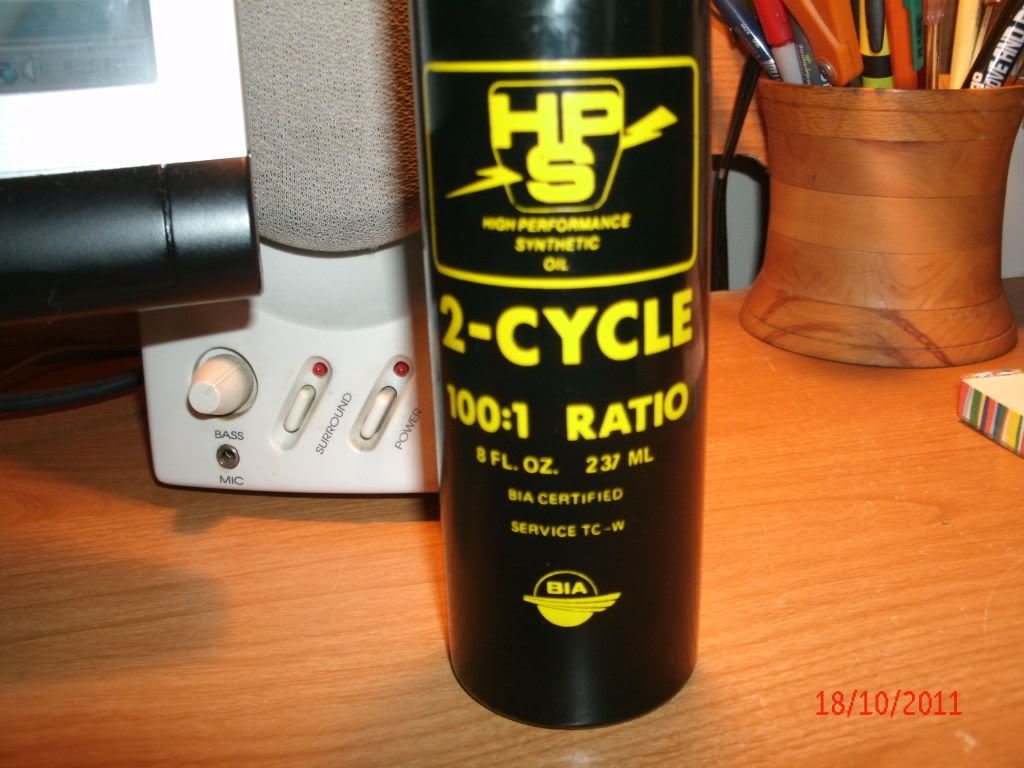 HP
S
HIGH PERFORMANCE
SYNTHETIC
OIL
2-CYCLE
100:1 RATIO
8 FL. OZ. 237 ML
BIA CERTIFIED
SERVICE TC-W
BIA
BASS
MIC
SURROUND
POWER
18/10/2011